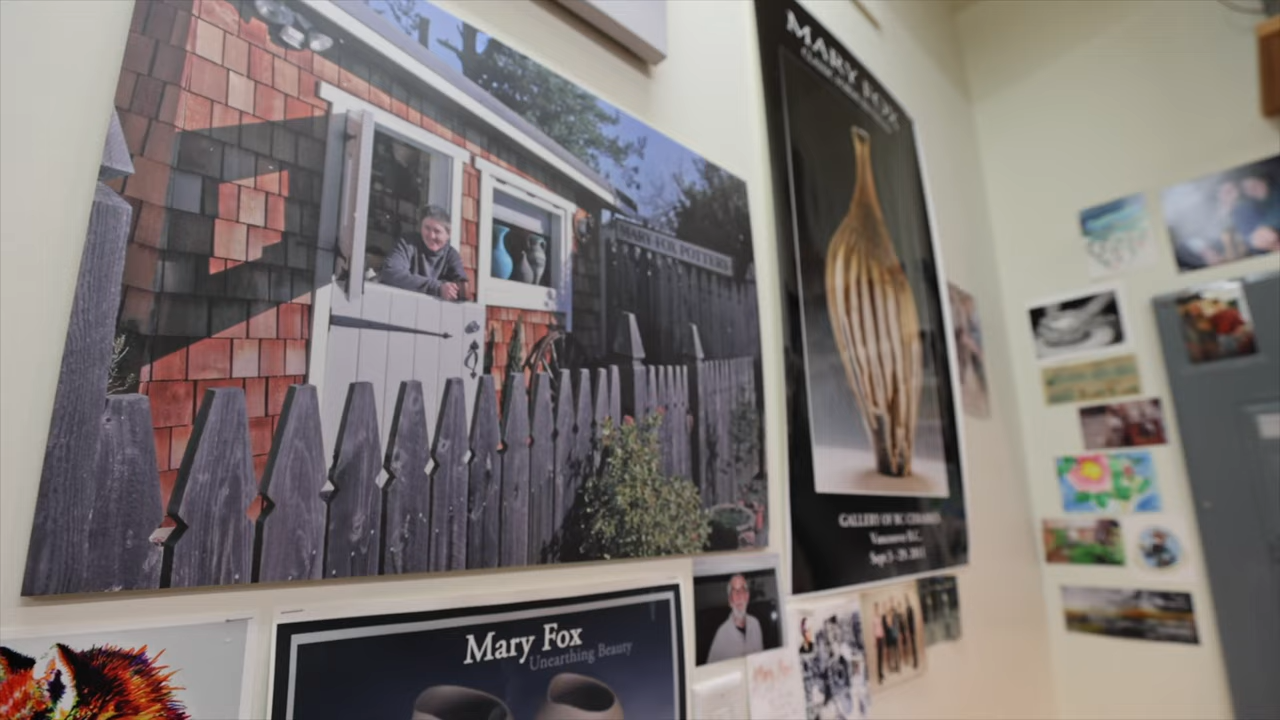 MARY FOX POTTERY
MARY FOX
GALLERY OF BC CERAMICS
Vancouver B.C.
Mary Fox
Unearthing Beauty